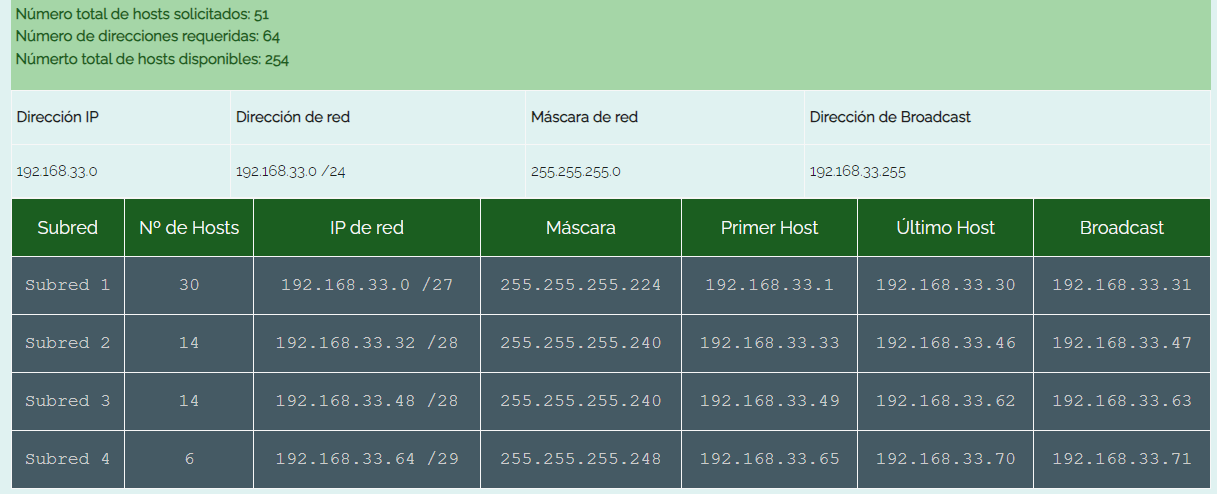 Número total de hosts solicitados: 51
Número de direcciones requeridas: 64
Númerto total de hosts disponibles: 254
Dirección IP Dirección de red Máscara de red Dirección de Broadcast
192.168.33.0 192.168.33.0 /24 255.255.255.0 192.168.33.255
Subred Nº de Hosts IP de red Máscara Primer Host Último Host Broadcast
Subred 1 30 192.168.33.0 /27 255.255.255.224 192.168.33.1 192.168.33.30 192.168.33.31
Subred 2 14 192.168.33.32 /28 255.255.255.240 192.168.33.33 192.168.33.46 192.168.33.47
Subred 3 14 192.168.33.48 /28 255.255.255.240 192.168.33.49 192.168.33.62 192.168.33.63
Subred 4 6 192.168.33.64 /29 255.255.255.248 192.168.33.65 192.168.33.70 192.168.33.71